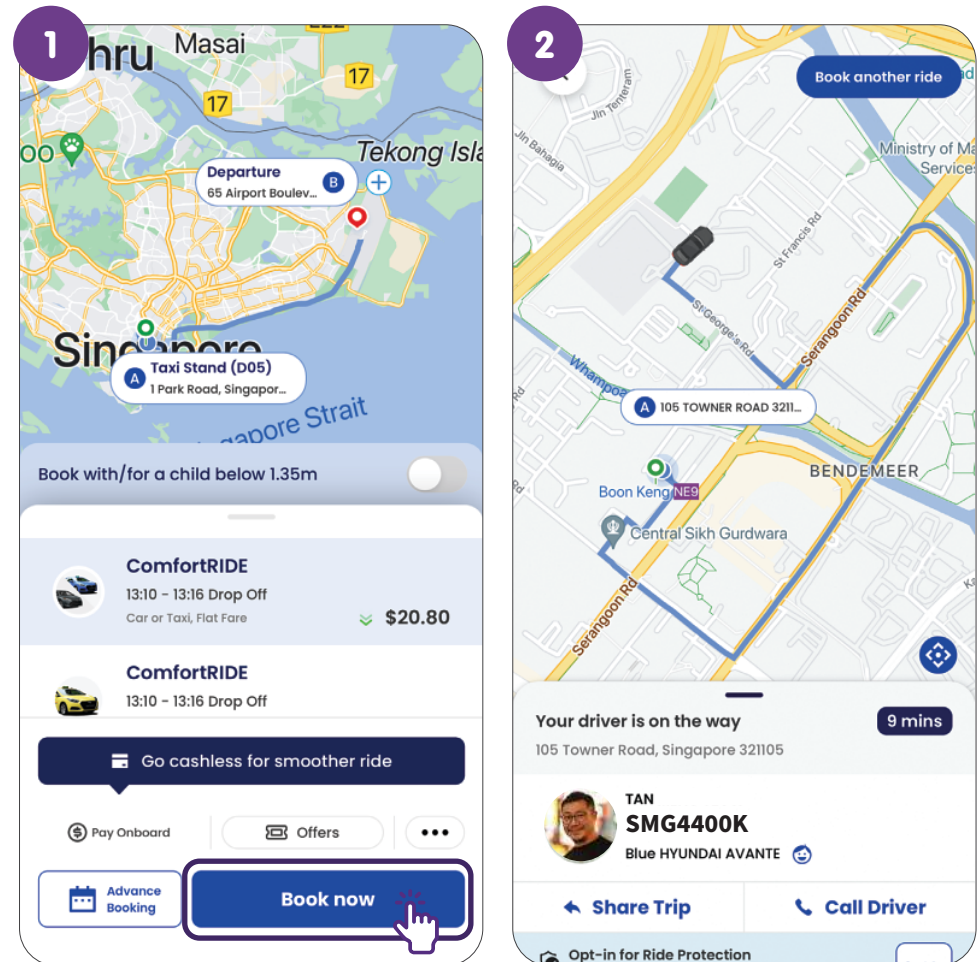 1
hru
Masai
17
17
oo
Tekong Isla
Departure
65 Airport Boulev...
B
A
Taxi Stand (D05)
1 Park Road, Singapor...
Strait
Book with/for a child below 1.35m
ComfortRIDE
13:10 - 13:16 Drop Off
Car or Taxi, Flat Fare
$20.80
ComfortRIDE
13:10 - 13:16 Drop Off
Go cashless for smoother ride
Pay Onboard
Offers
Advance
Booking
Book now
2
Book another ride
Jln Tenteram
Jln Bahagia
Ministry of Ma
Service
St Francis Rd
St George's Rd
Serangoon Rd
Whampoa
A
105 TOWNER ROAD 3211...
BENDEMEER
Boon Keng NE9
Central Sikh Gurdwara
Serangoon Rd
Your driver is on the way
9 mins
105 Towner Road, Singapore 321105
TAN
SMG4400K
Blue HYUNDAI AVANTE
Share Trip
Call Driver
Opt-in for Ride Protection